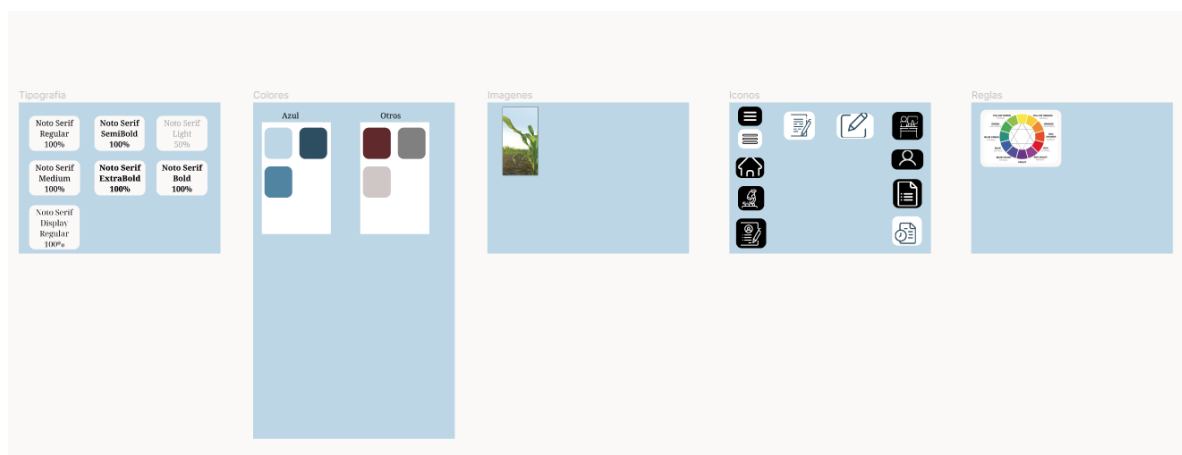 Tipografia
Colores
Imagenes
Iconos
Reglas
Noto Serif
Regular
100%
Noto Serif
SemiBold
100%
Noto Serif
Light
50%
Noto Serif
Medium
100%
Noto Serif
ExtraBold
100%
Noto Serif
Bold
100%
Noto Serif
Display
Regular
100%
Azul
Otros